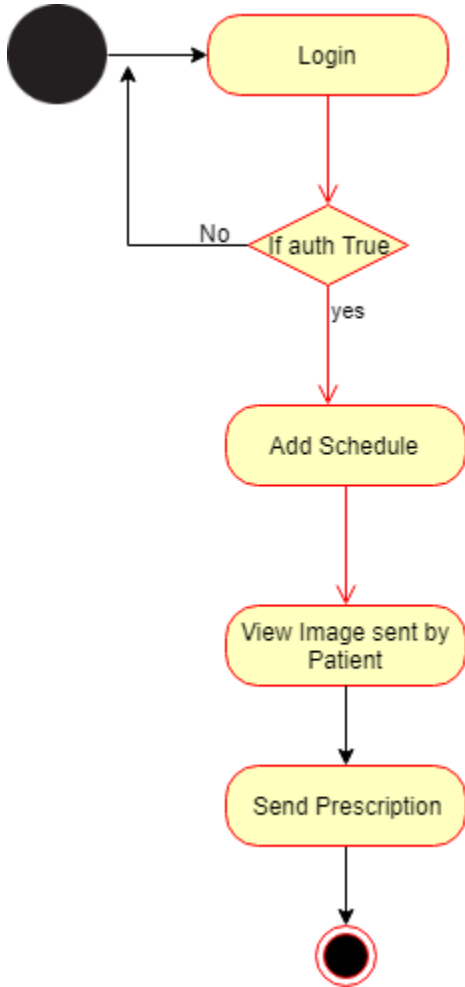 Login
No
If auth True
yes
Add Schedule
View Image sent by
Patient
Send Prescription